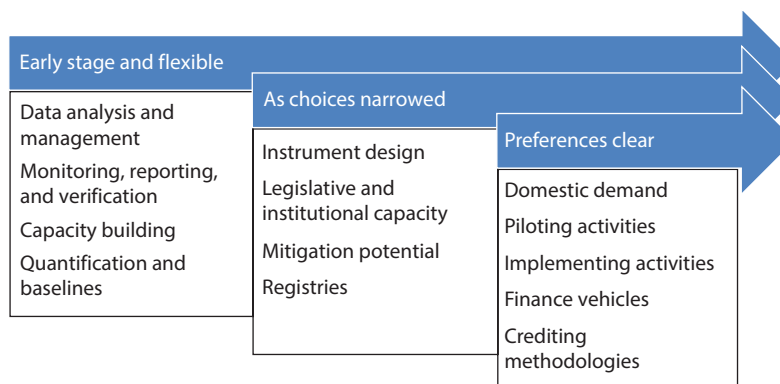 Early stage and flexible
Data analysis and
management
Monitoring, reporting,
and verification
Capacity building
Quantification and
baselines
As choices narrowed
Instrument design
Legislative and
institutional capacity
Mitigation potential
Registries
Preferences clear
Domestic demand
Piloting activities
Implementing activities
Finance vehicles
Crediting
methodologies